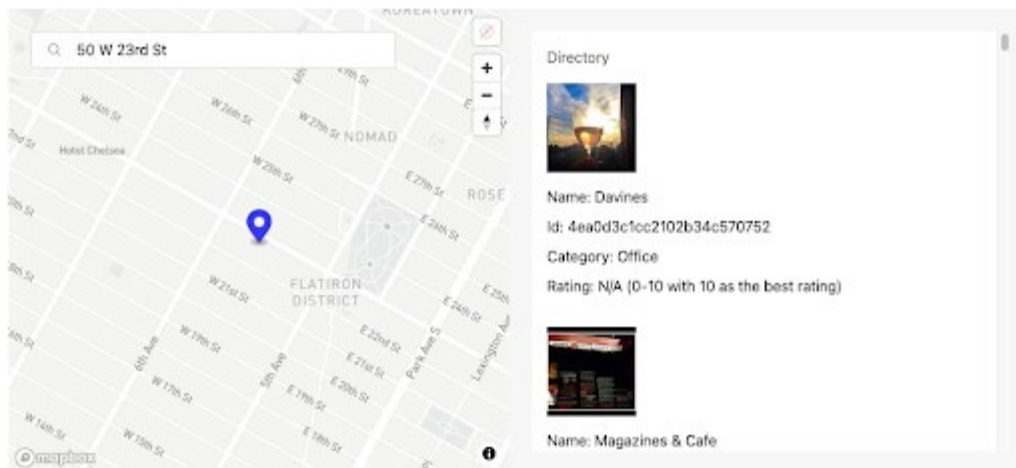 KOREATOWN
50 W 23rd St
W 24th St
W 26th St
W 27th St
NOMAD
Hotel Chelsea
W 25th St
E 27th St
ROSE
E 26th St
FLATIRON
DISTRICT
W 21st St
E 24th St
E 25th
W 19th St
E 22nd St
6th Ave
5th Ave
E 21st St
Park Ave S
Lexington Av
W 17th St
E 20th St
E 19th St
W 15th St
E 18th St
W 14th St
mapbox
Directory
Name: Davines
Id: 4ea0d3c1cc2102b34c570752
Category: Office
Rating: N/A (0-10 with 10 as the best rating)
Name: Magazines & Cafe